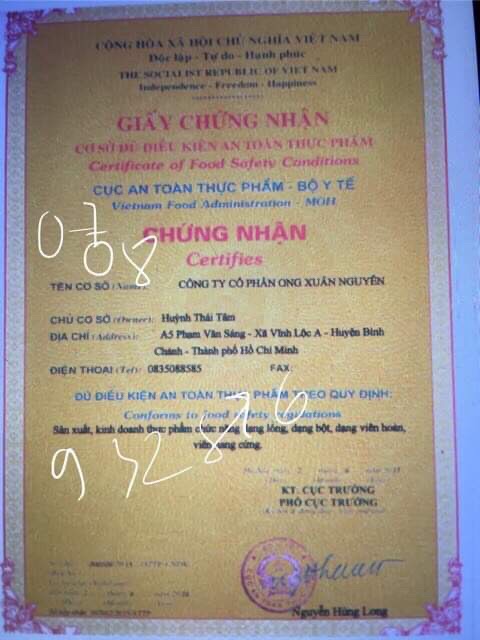 CỘNG HÒA XÃ HỘI CHỦ NGHĨA VIỆT NAM
Độc lập - Tự do - Hạnh phúc
THE SOCIALIST REPUBLIC OF VIET NAM
Independence - Freedom - Happiness
GIẤY CHỨNG NHẬN
CƠ SỞ ĐỦ ĐIỀU KIỆN AN TOÀN THỰC PHẨM
Certificate of Food Safety Conditions
CỤC AN TOÀN THỰC PHẨM - BỘ Y TẾ
Vietnam Food Administration - MOH
CHỨNG NHẬN
Certifies
0708
TÊN CƠ SỞ (Name): CÔNG TY CỔ PHẦN ONG XUÂN NGUYÊN
CHỦ CƠ SỞ (Owner): Huỳnh Thái Tâm
ĐỊA CHỈ (Address): A5 Phạm Văn Sáng - Xã Vĩnh Lộc A - Huyện Bình
Chánh - Thành phố Hồ Chí Minh
ĐIỆN THOẠI (Tel): 0835088585 FAX:
ĐỦ ĐIỀU KIỆN AN TOÀN THỰC PHẨM THEO QUY ĐỊNH:
Conforms to food safety regulations
Sản xuất, kinh doanh thực phẩm chức năng dạng lỏng, dạng bột, dạng viên hoàn,
viên nang cứng.
932876
KT. CỤC TRƯỞNG
PHÓ CỤC TRƯỞNG
Nguyễn Hùng Long